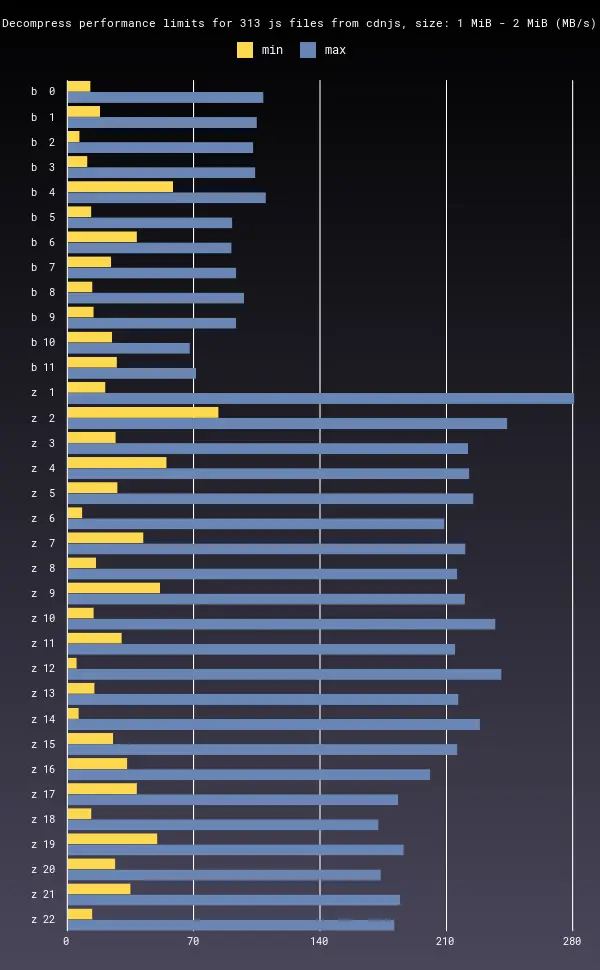 Decompress performance limits for 313 js files from cdnjs, size: 1 MiB - 2 MiB (MB/s)
min max
b 0
b 1
b 2
b 3
b 4
b 5
b 6
b 7
b 8
b 9
b 10
b 11
z 1
z 2
z 3
z 4
z 5
z 6
z 7
z 8
z 9
z 10
z 11
z 12
z 13
z 14
z 15
z 16
z 17
z 18
z 19
z 20
z 21
z 22
0 70 140 210 280